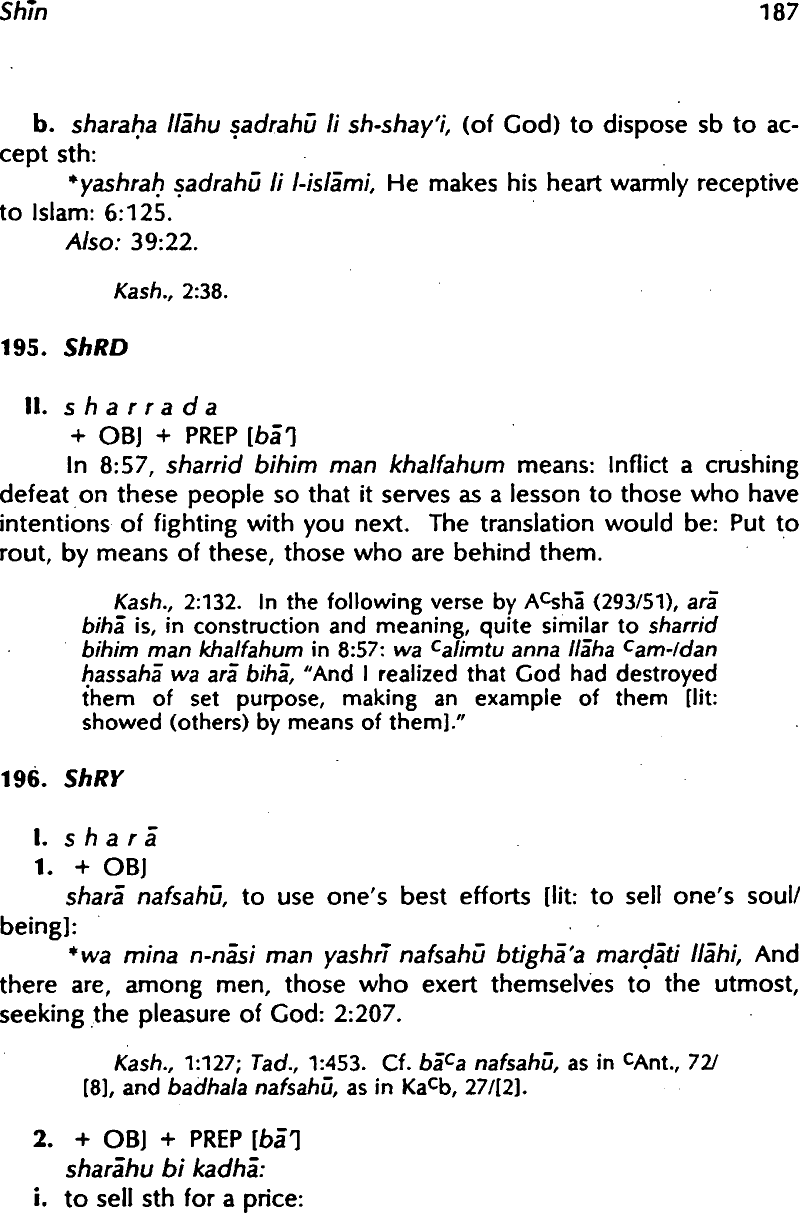 Shīn 187
b. sharaḥa llāhu ṣadrahū li sh-shay'i, (of God) to dispose sb to ac-
cept sth:
*yashraḥ ṣadrahū li l-islāmi, He makes his heart warmly receptive
to Islam: 6:125.
Also: 39:22.
Kash., 2:38.
195. ShRD
II. s h a r r a d a
+ OBJ + PREP [bā']
In 8:57, sharrid bihim man khalfahum means: Inflict a crushing
defeat on these people so that it serves as a lesson to those who have
intentions of fighting with you next. The translation would be: Put to
rout, by means of these, those who are behind them.
Kash., 2:132. In the following verse by Aᶜshā (293/51), arā
bihā is, in construction and meaning, quite similar to sharrid
bihim man khalfahum in 8:57: wa ᶜalimtu anna llāha ᶜam-/dan
ḥassahā wa arā bihā, "And I realized that God had destroyed
them of set purpose, making an example of them [lit:
showed (others) by means of them]."
196. ShRY
I. s h a r ā
1. + OBJ
sharā nafsahū, to use one's best efforts [lit: to sell one's soul/
being]:
*wa mina n-nāsi man yashrī nafsahū btighā'a marḍāti llāhi, And
there are, among men, those who exert themselves to the utmost,
seeking the pleasure of God: 2:207.
Kash., 1:127; Tad., 1:453. Cf. bāᶜa nafsahū, as in ᶜAnt., 72/
[8], and badhala nafsahū, as in Kaᶜb, 27/[2].
2. + OBJ + PREP [bā']
sharāhu bi kadhā:
i. to sell sth for a price: